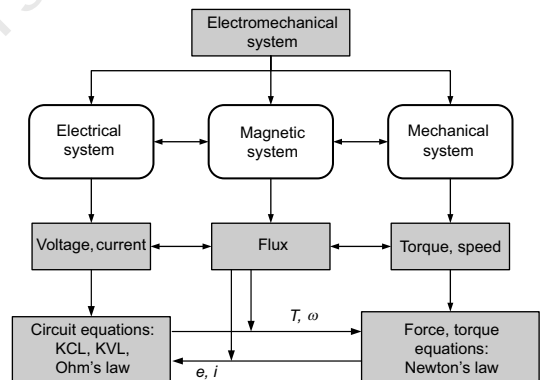 Electromechanical
system
Electrical
system
Magnetic
system
Mechanical
system
Voltage, current
Flux
Torque, speed
T, ω
Circuit equations:
KCL, KVL,
Ohm's law
Force, torque
equations:
Newton's law
e, i